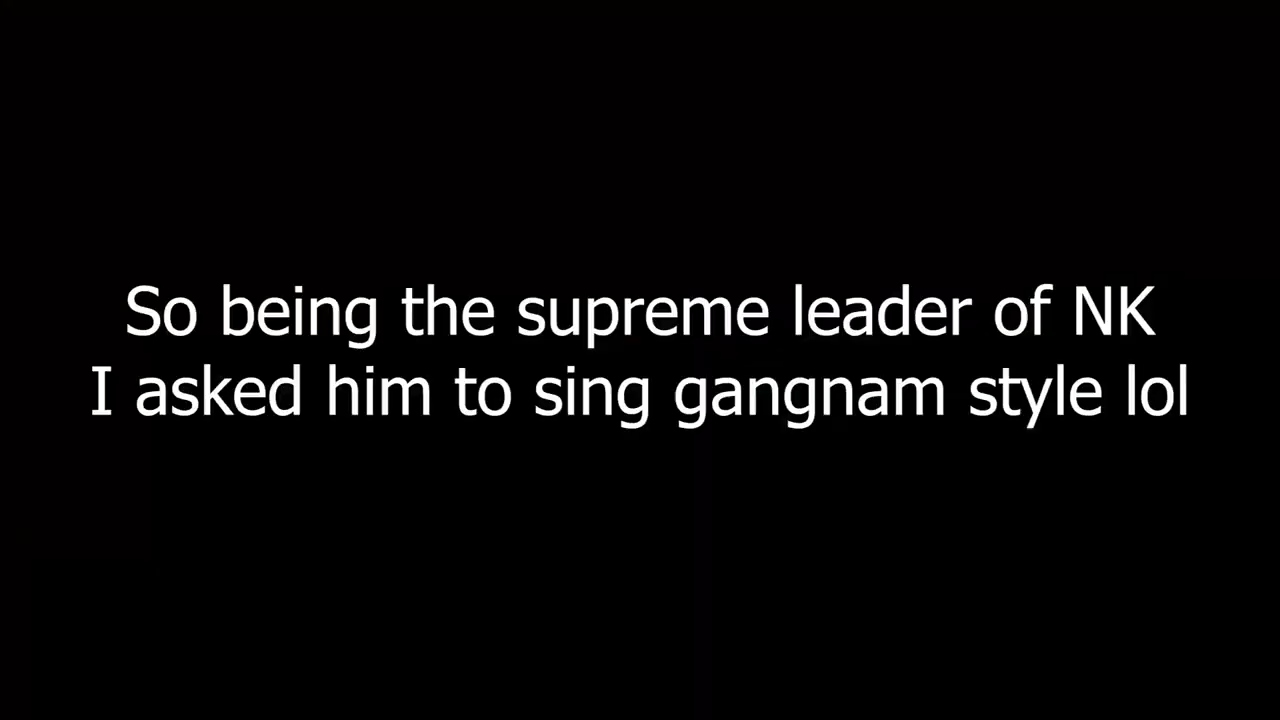 So being the supreme leader of NK
I asked him to sing gangnam style lol